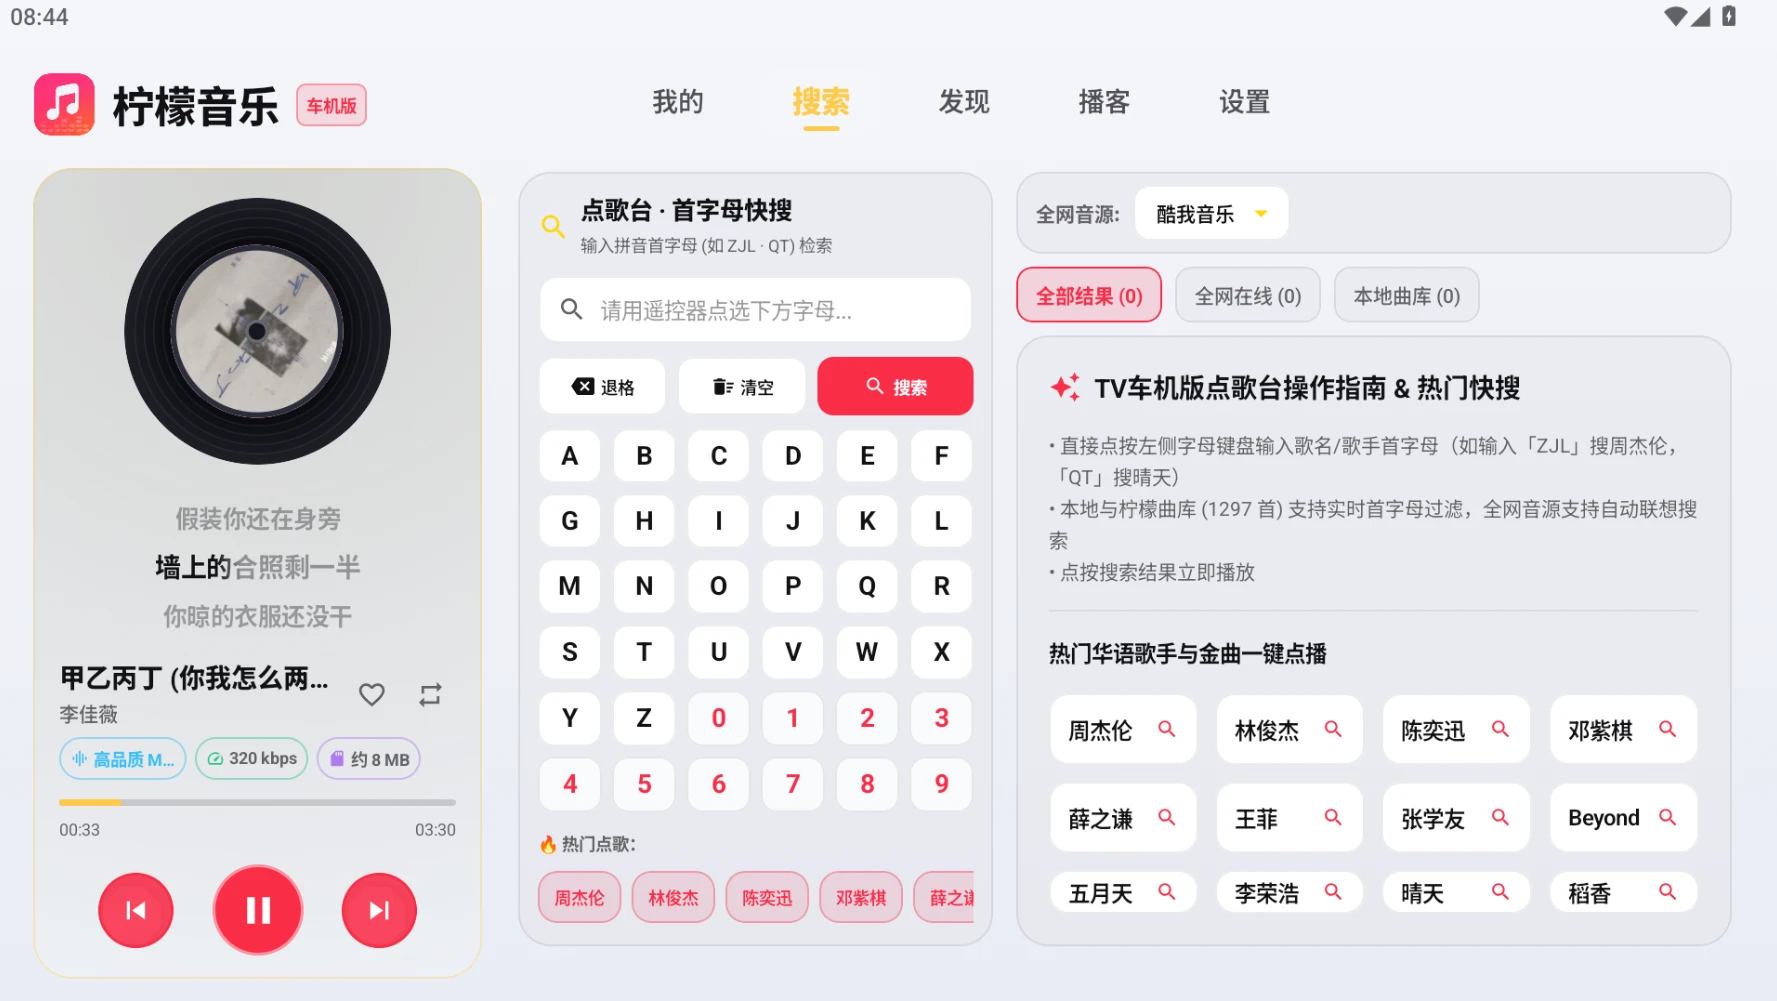 08:44
柠檬音乐 车机版
我的 搜索 发现 播客 设置
假装你还在身旁
墙上的合照剩一半
你晾的衣服还没干
甲乙丙丁 (你我怎么两...
李佳薇
高品质 M... 320 kbps 约 8 MB
00:33 03:30
点歌台 · 首字母快搜
输入拼音首字母 (如 ZJL · QT) 检索
请用遥控器点选下方字母...
退格 清空 搜索
A B C D E F
G H I J K L
M N O P Q R
S T U V W X
Y Z 0 1 2 3
4 5 6 7 8 9
🔥 热门点歌：
周杰伦 林俊杰 陈奕迅 邓紫棋 薛之
全网音源: 酷我音乐
全部结果 (0) 全网在线 (0) 本地曲库 (0)
TV车机版点歌台操作指南 & 热门快搜
• 直接点按左侧字母键盘输入歌名/歌手首字母（如输入「ZJL」搜周杰伦，
「QT」搜晴天）
• 本地与柠檬曲库 (1297 首) 支持实时首字母过滤，全网音源支持自动联想搜
索
• 点按搜索结果立即播放
热门华语歌手与金曲一键点播
周杰伦 林俊杰 陈奕迅 邓紫棋
薛之谦 王菲 张学友 Beyond
五月天 李荣浩 晴天 稻香